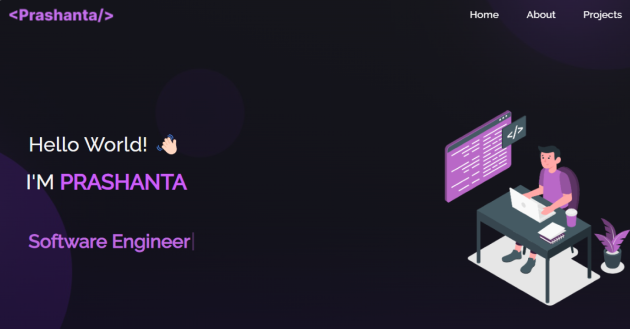 <Prashanta/>
Home About Projects
Hello World! 👋🏻
I'M PRASHANTA
</>
Software Engineer